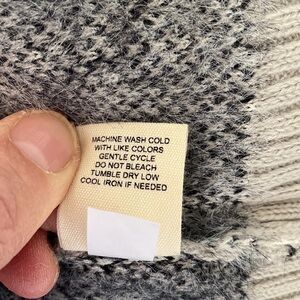 MACHINE WASH COLD
WITH LIKE COLORS
GENTLE CYCLE
DO NOT BLEACH
TUMBLE DRY LOW
COOL IRON IF NEEDED